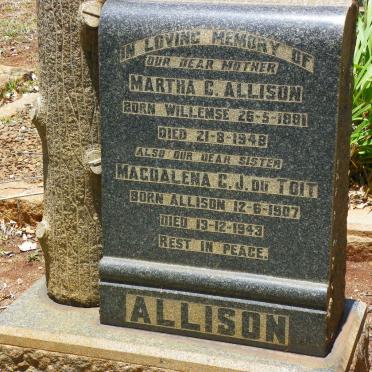 IN LOVING MEMORY OF
OUR DEAR MOTHER
MARTHA C. ALLISON
BORN WILLEMSE 26-5-1881
DIED 21-8-1948
ALSO OUR DEAR SISTER
MAGDALENA C.J. DU TOIT
BORN ALLISON 12-6-1907
DIED 13-12-1943
REST IN PEACE.
ALLISON